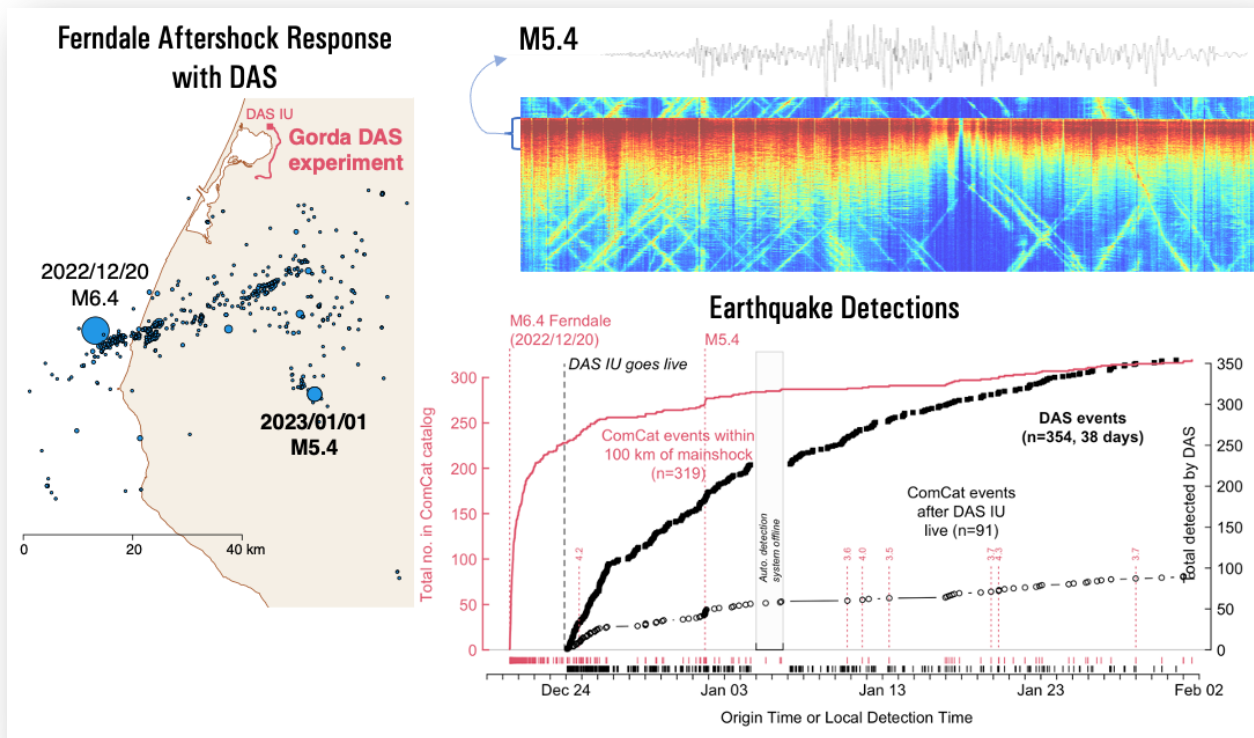 Ferndale Aftershock Response
with DAS
DAS IU
Gorda DAS
experiment
2022/12/20
M6.4
2023/01/01
M5.4
0
20
40 km
M5.4
Earthquake Detections
M6.4 Ferndale
(2022/12/20)
M5.4
DAS IU goes live
ComCat events within
100 km of mainshock
(n=319)
DAS events
(n=354, 38 days)
ComCat events
after DAS IU
live (n=91)
Auto. detection
system offline
4.2
3.6
4.0
3.5
3.7
4.3
3.7
Total no. in ComCat catalog
300
250
200
150
100
50
0
Total detected by DAS
350
300
250
200
150
100
50
0
Dec 24
Jan 03
Jan 13
Jan 23
Feb 02
Origin Time or Local Detection Time